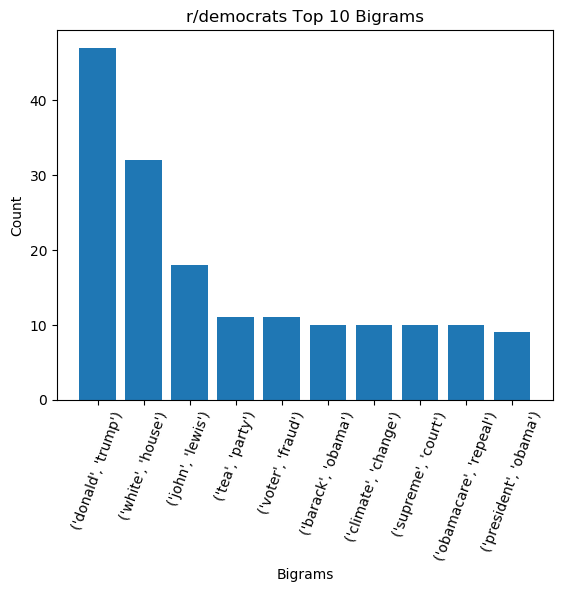 r/democrats Top 10 Bigrams
Count
40
30
20
10
0
('donald', 'trump')
('white', 'house')
('john', 'lewis')
('tea', 'party')
('voter', 'fraud')
('barack', 'obama')
('climate', 'change')
('supreme', 'court')
('obamacare', 'repeal')
('president', 'obama')
Bigrams